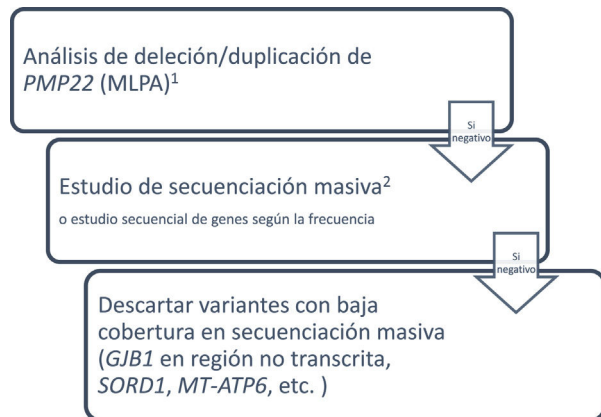 Análisis de deleción/duplicación de
PMP22 (MLPA)¹
Si
negativo
Estudio de secuenciación masiva²
o estudio secuencial de genes según la frecuencia
Si
negativo
Descartar variantes con baja
cobertura en secuenciación masiva
(GJB1 en región no transcrita,
SORD1, MT-ATP6, etc. )